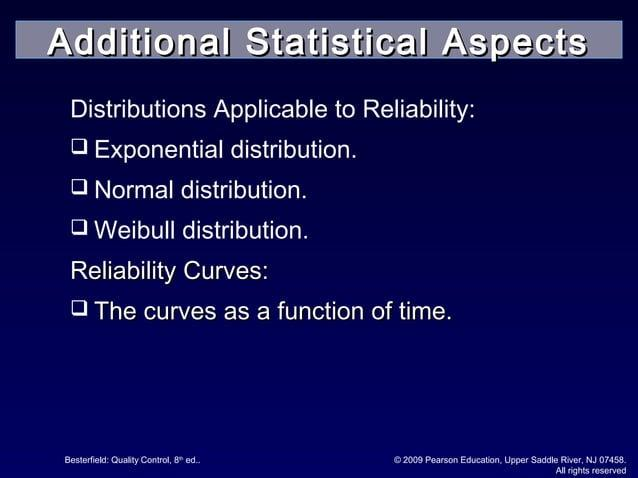 Additional Statistical Aspects
Distributions Applicable to Reliability:
❑ Exponential distribution.
❑ Normal distribution.
❑ Weibull distribution.
Reliability Curves:
❑ The curves as a function of time.
Besterfield: Quality Control, 8th ed..
© 2009 Pearson Education, Upper Saddle River, NJ 07458.
All rights reserved